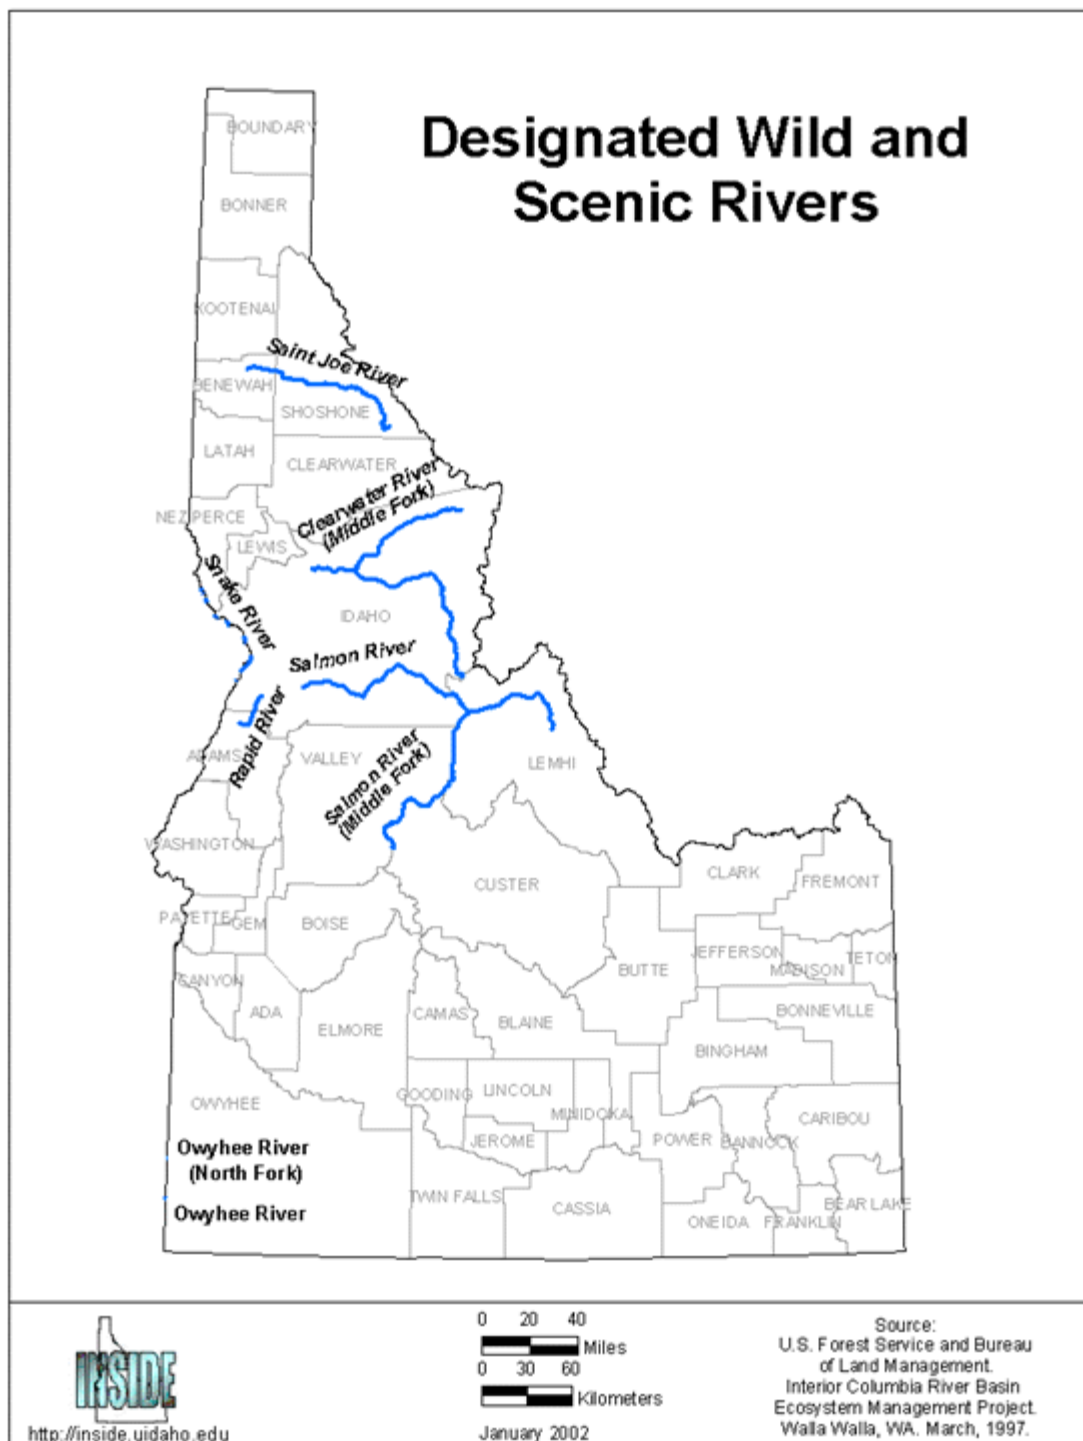 Designated Wild and
Scenic Rivers
BOUNDARY
BONNER
KOOTENAI
Saint Joe River
BENEWAH
SHOSHONE
LATAH
CLEARWATER
Clearwater River
(Middle Fork)
NEZ PERCE
LEWIS
Snake River
IDAHO
Salmon River
Rapid River
ADAMS
VALLEY
Salmon River
(Middle Fork)
LEMHI
WASHINGTON
CUSTER
CLARK
FREMONT
PAYETTE
GEM
BOISE
JEFFERSON
MADISON
TETON
BUTTE
CANYON
ADA
ELMORE
CAMAS
BLAINE
BONNEVILLE
BINGHAM
GOODING
LINCOLN
MINIDOKA
OWYHEE
JEROME
POWER
BANNOCK
CARIBOU
Owyhee River
(North Fork)
Owyhee River
TWIN FALLS
CASSIA
ONEIDA
FRANKLIN
BEAR LAKE
INSIDE
http://inside.uidaho.edu
0 20 40
Miles
0 30 60
Kilometers
January 2002
Source:
U.S. Forest Service and Bureau
of Land Management.
Interior Columbia River Basin
Ecosystem Management Project.
Walla Walla, WA. March, 1997.